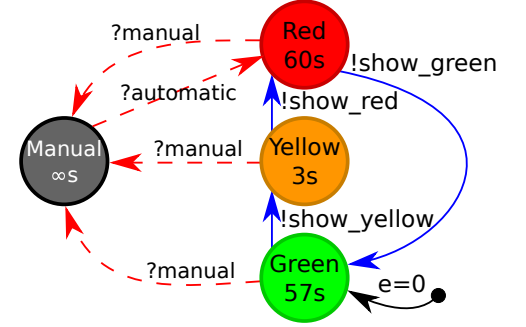 ?manual
Red
60s
!show_green
?automatic
!show_red
Manual
∞s
?manual
Yellow
3s
!show_yellow
?manual
Green
57s
e=0